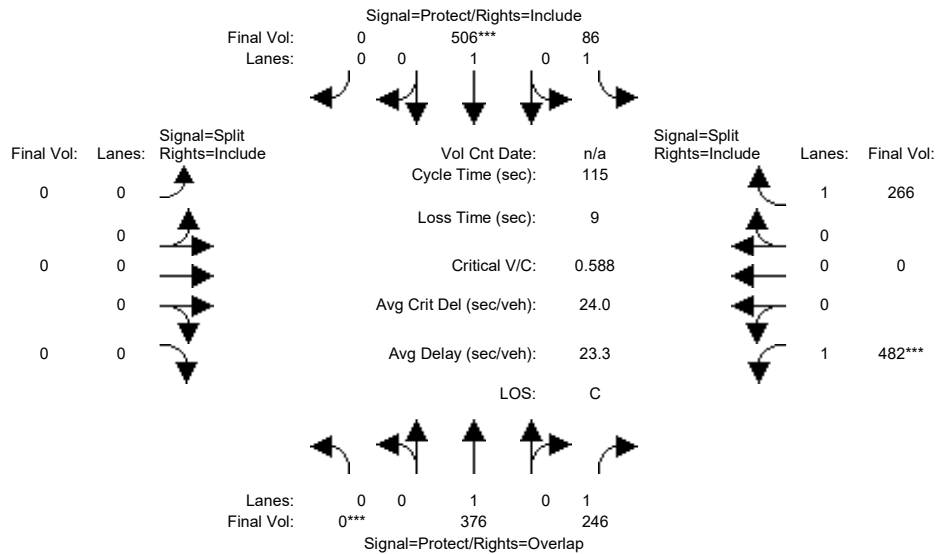 Signal=Protect/Rights=Include
Final Vol: 0 506*** 86
Lanes: 0 0 1 0 1
Signal=Split
Final Vol: Lanes: Rights=Include
Vol Cnt Date: n/a
Signal=Split
Rights=Include Lanes: Final Vol:
Cycle Time (sec): 115
0 0
1 266
Loss Time (sec): 9
0
0
0 0
Critical V/C: 0.588
0 0
0
Avg Crit Del (sec/veh): 24.0
0
0 0
Avg Delay (sec/veh): 23.3
1 482***
LOS: C
Lanes: 0 0 1 0 1
Final Vol: 0*** 376 246
Signal=Protect/Rights=Overlap